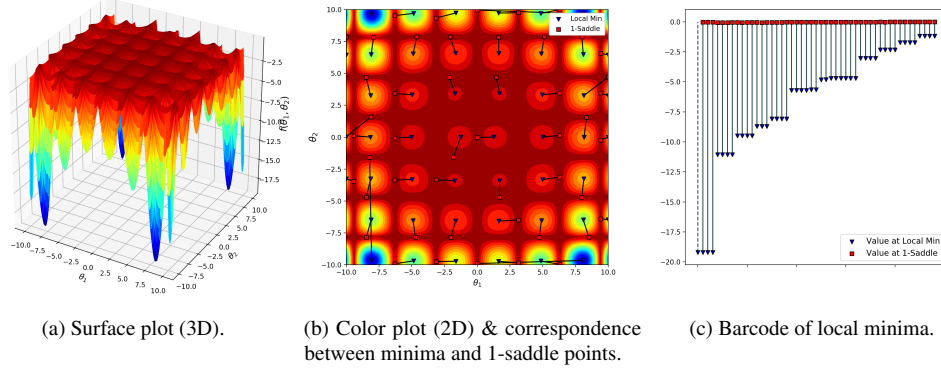 −2.5
−5.0
−7.5
−10.0
−12.5
−15.0
−17.5
f(θ₁, θ₂)
−10.0 −7.5 −5.0 −2.5 0.0 2.5 5.0 7.5 10.0
θ₁
−10.0 −7.5 −5.0 −2.5 0.0 2.5 5.0 7.5 10.0
θ₂
10.0
7.5
5.0
2.5
0.0
−2.5
−5.0
−7.5
−10.0
θ₂
Local Min
1-Saddle
−10.0 −7.5 −5.0 −2.5 0.0 2.5 5.0 7.5 10.0
θ₁
0.0
−2.5
−5.0
−7.5
−10.0
−12.5
−15.0
−17.5
−20.0
Value at Local Min
Value at 1-Saddle
(a) Surface plot (3D).
(b) Color plot (2D) & correspondence
between minima and 1-saddle points.
(c) Barcode of local minima.